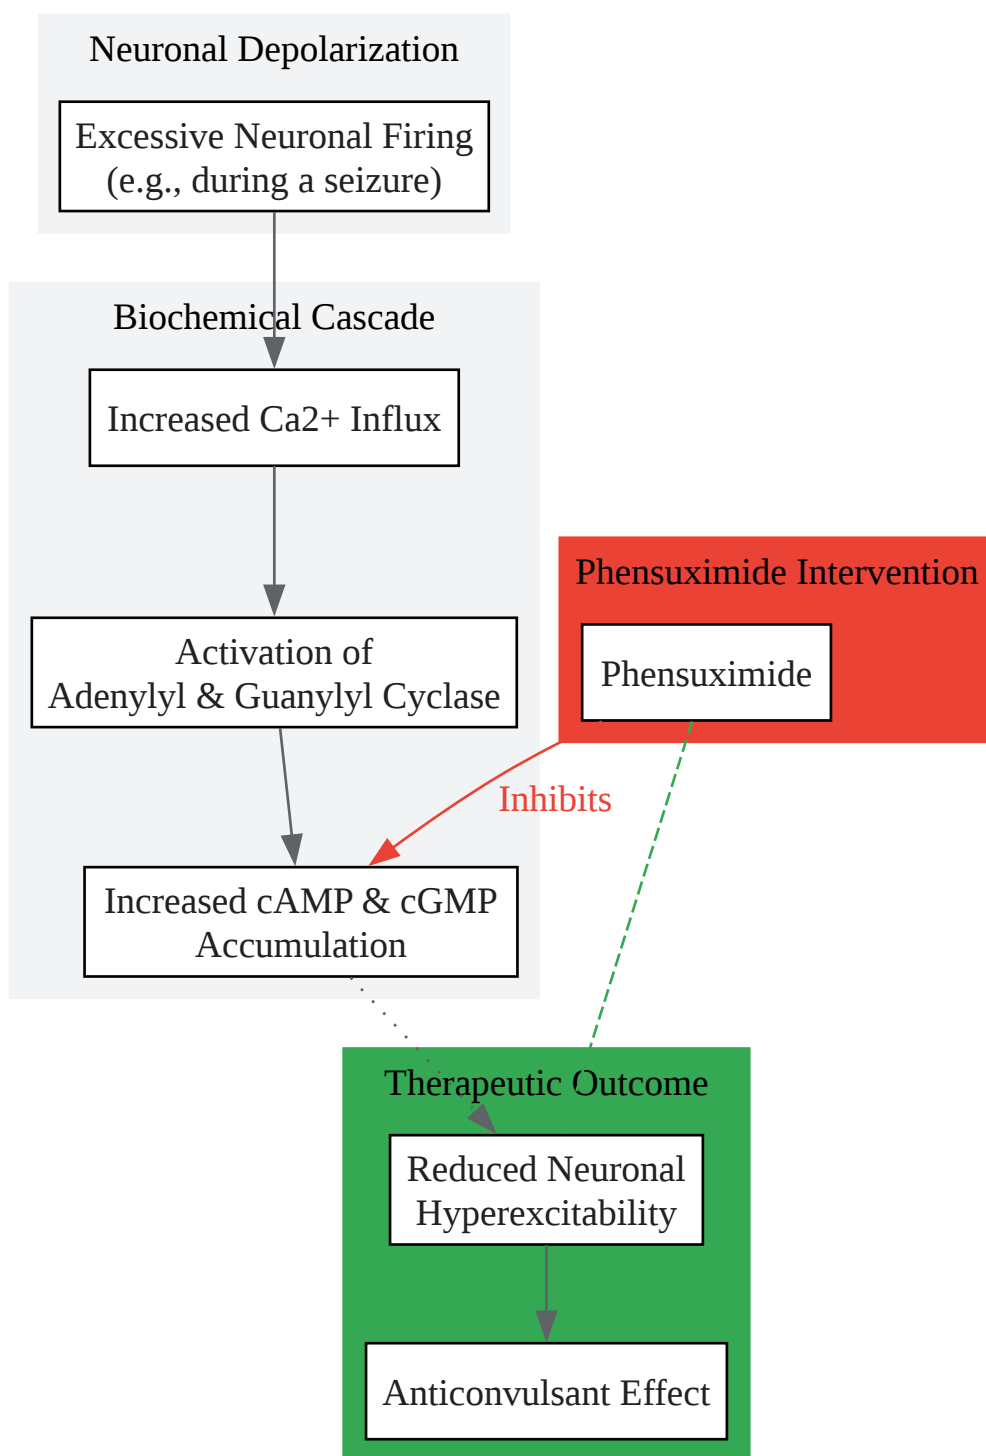 Neuronal Depolarization
Excessive Neuronal Firing
(e.g., during a seizure)
Biochemical Cascade
Increased Ca2+ Influx
Activation of
Adenylyl & Guanylyl Cyclase
Phensuximide Intervention
Phensuximide
Inhibits
Increased cAMP & cGMP
Accumulation
Therapeutic Outcome
Reduced Neuronal
Hyperexcitability
Anticonvulsant Effect